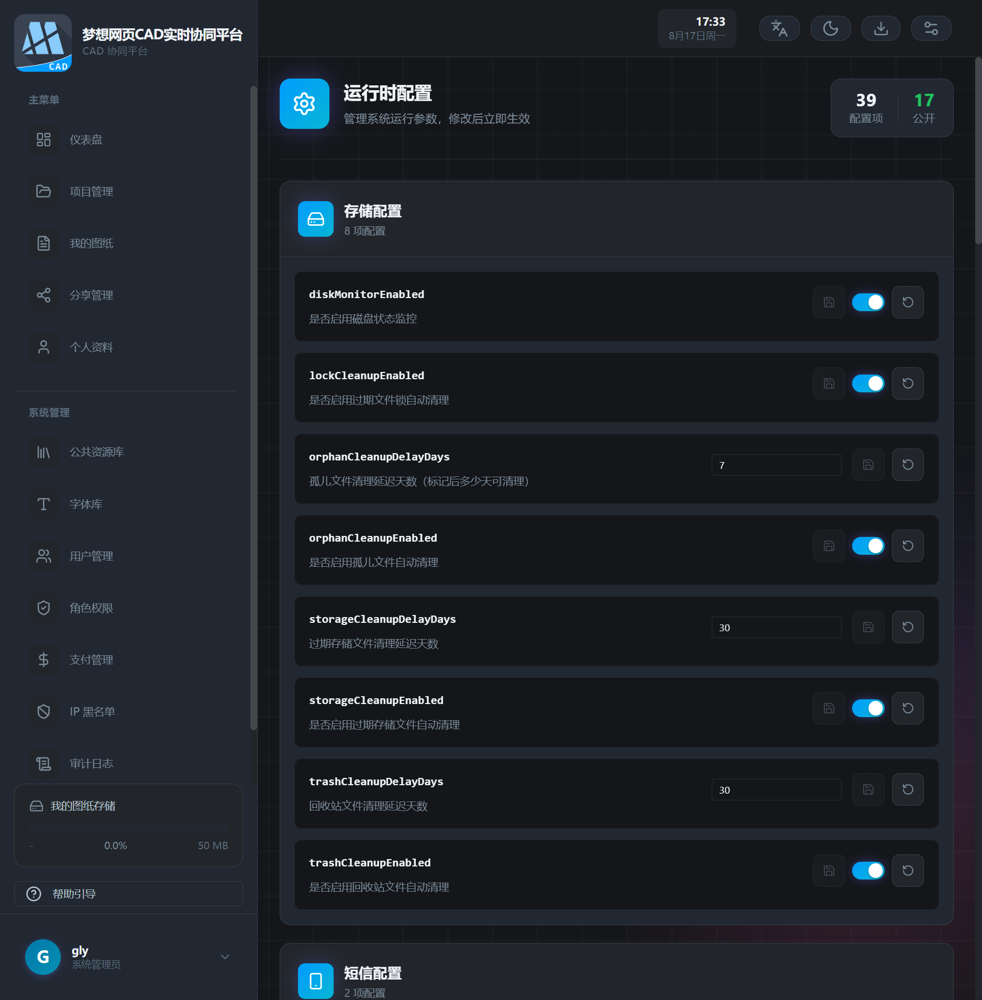 CAD
梦想网页CAD实时协同平台
CAD 协同平台
主菜单
仪表盘
项目管理
我的图纸
分享管理
个人资料
系统管理
公共资源库
字体库
用户管理
角色权限
支付管理
IP 黑名单
审计日志
我的图纸存储
- 0.0% 50 MB
帮助引导
G
gly
系统管理员
17:33
8月17日周一
运行时配置
管理系统运行参数，修改后立即生效
39 配置项
17 公开
存储配置
8 项配置
diskMonitorEnabled
是否启用磁盘状态监控
lockCleanupEnabled
是否启用过期文件锁自动清理
orphanCleanupDelayDays
孤儿文件清理延迟天数（标记后多少天可清理）
7
orphanCleanupEnabled
是否启用孤儿文件自动清理
storageCleanupDelayDays
过期存储文件清理延迟天数
30
storageCleanupEnabled
是否启用过期存储文件自动清理
trashCleanupDelayDays
回收站文件清理延迟天数
30
trashCleanupEnabled
是否启用回收站文件自动清理
短信配置
2 项配置